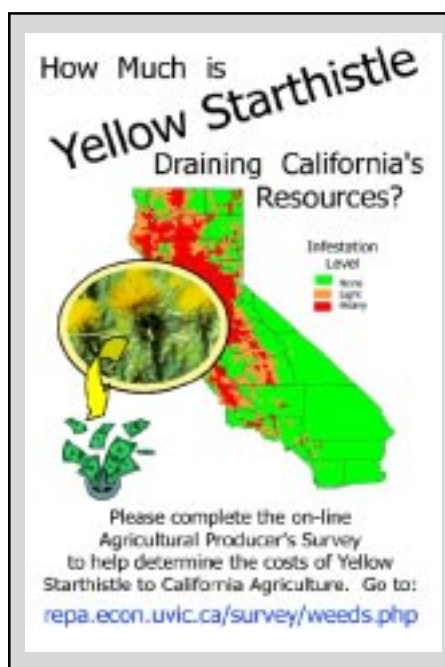 How Much is
Yellow Starthistle
Draining California's
Resources?
Infestation
Level
None
Light
Heavy
Please complete the on-line
Agricultural Producer's Survey
to help determine the costs of Yellow
Starthistle to California Agriculture. Go to:
repa.econ.uvic.ca/survey/weeds.php